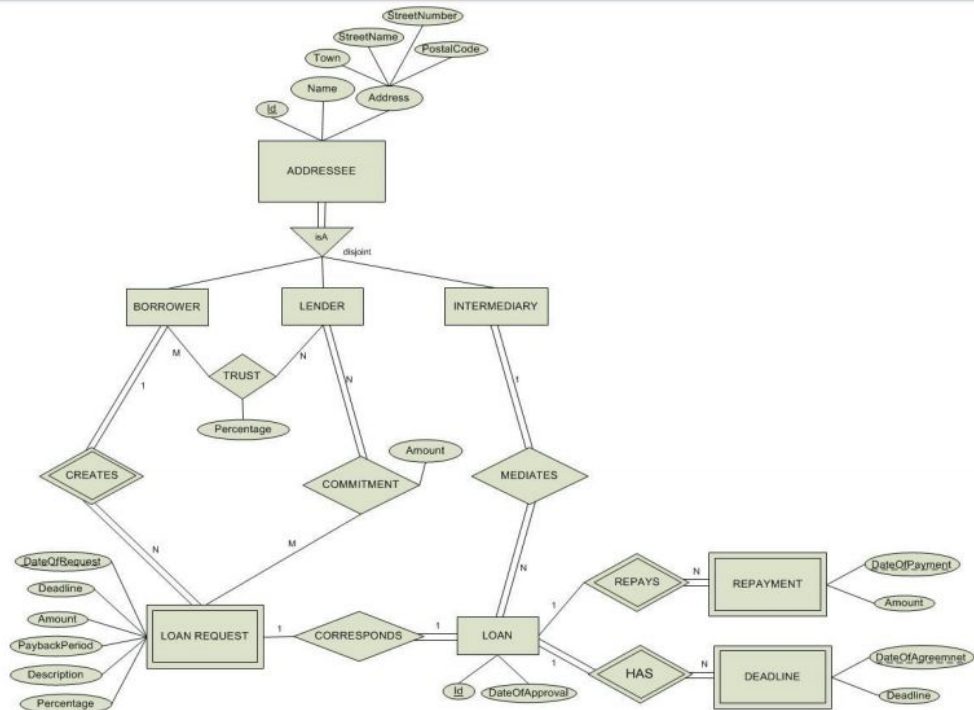 StreetNumber
StreetName
Town
PostalCode
Name
Id
Address
ADDRESSEE
isA
disjoint
BORROWER
LENDER
INTERMEDIARY
M
N
TRUST
1
N
1
Percentage
Amount
CREATES
COMMITMENT
MEDIATES
N
M
N
DateOfRequest
Deadline
Amount
PaybackPeriod
Description
Percentage
LOAN REQUEST
1
CORRESPONDS
1
LOAN
Id
DateOfApproval
1
REPAYS
N
REPAYMENT
DateOfPayment
Amount
1
HAS
N
DEADLINE
DateOfAgreemnet
Deadline